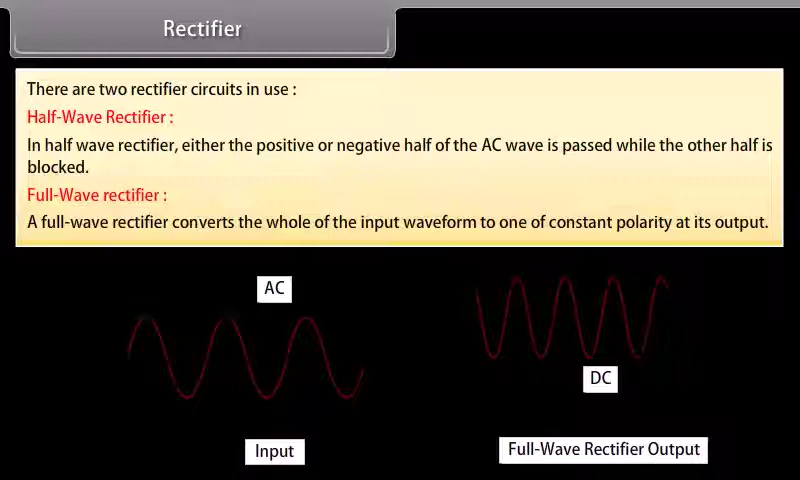 Rectifier
There are two rectifier circuits in use :
Half-Wave Rectifier :
In half wave rectifier, either the positive or negative half of the AC wave is passed while the other half is
blocked.
Full-Wave rectifier :
A full-wave rectifier converts the whole of the input waveform to one of constant polarity at its output.
AC
DC
Input
Full-Wave Rectifier Output